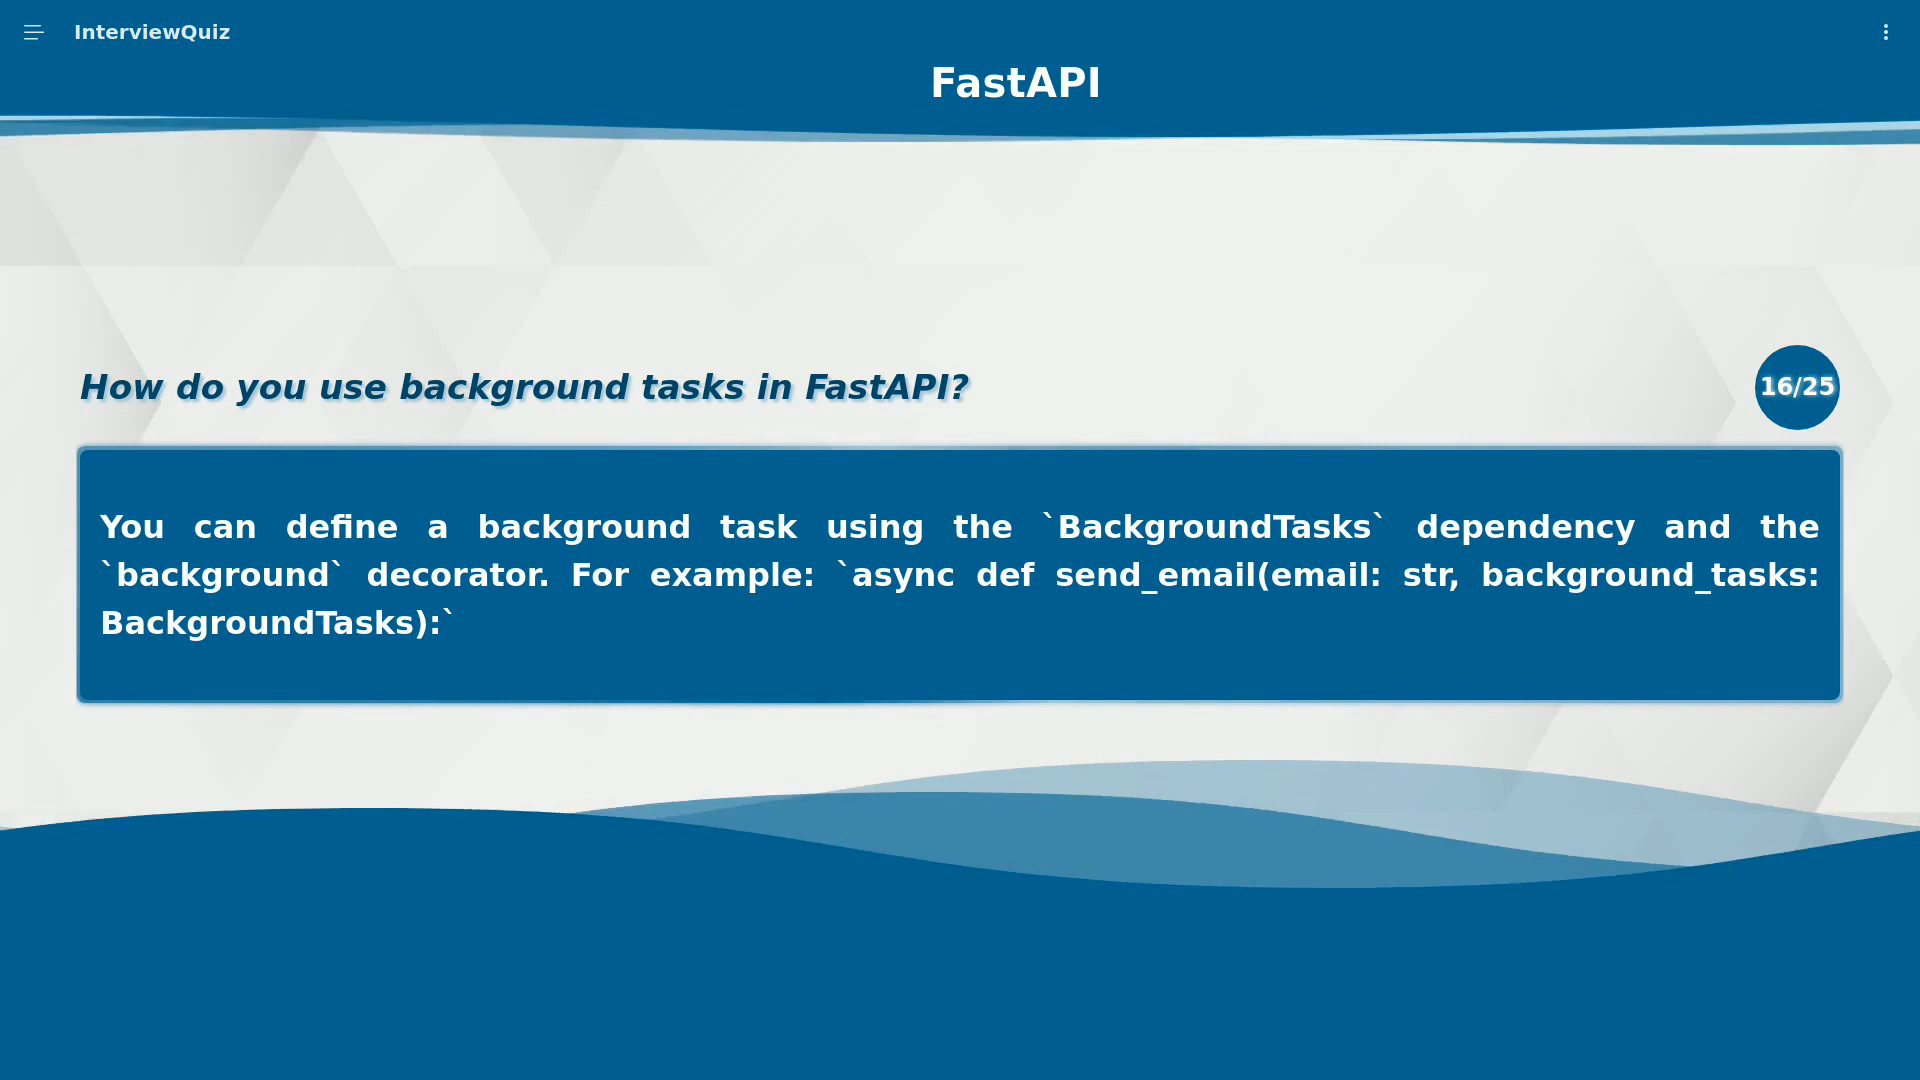 InterviewQuiz
FastAPI
How do you use background tasks in FastAPI?
16/25
You can define a background task using the `BackgroundTasks` dependency and the
`background` decorator. For example: `async def send_email(email: str, background_tasks:
BackgroundTasks):`